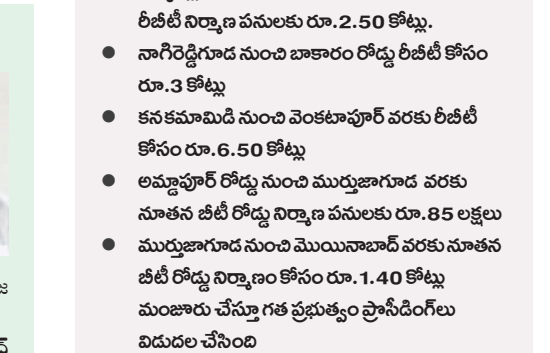 రీబీటీ నిర్మాణ పనులకు రూ.2.50 కోట్లు.
● నాగిరెడ్డిగూడ నుంచి బాకారం రోడ్డు రీబీటీ కోసం
రూ.3 కోట్లు
● కనకమామిడి నుంచి వెంకటాపూర్ వరకు రీబీటీ
కోసం రూ.6.50 కోట్లు
● అమ్డాపూర్ రోడ్డు నుంచి ముర్తుజాగూడ వరకు
నూతన బీటీ రోడ్డు నిర్మాణ పనులకు రూ.85 లక్షలు
● ముర్తుజాగూడ నుంచి మొయినాబాద్ వరకు నూతన
బీటీ రోడ్డు నిర్మాణం కోసం రూ.1.40 కోట్లు
మంజూరు చేస్తూ గత ప్రభుత్వం ప్రొసీడింగ్‌లు
విడుదల చేసింది